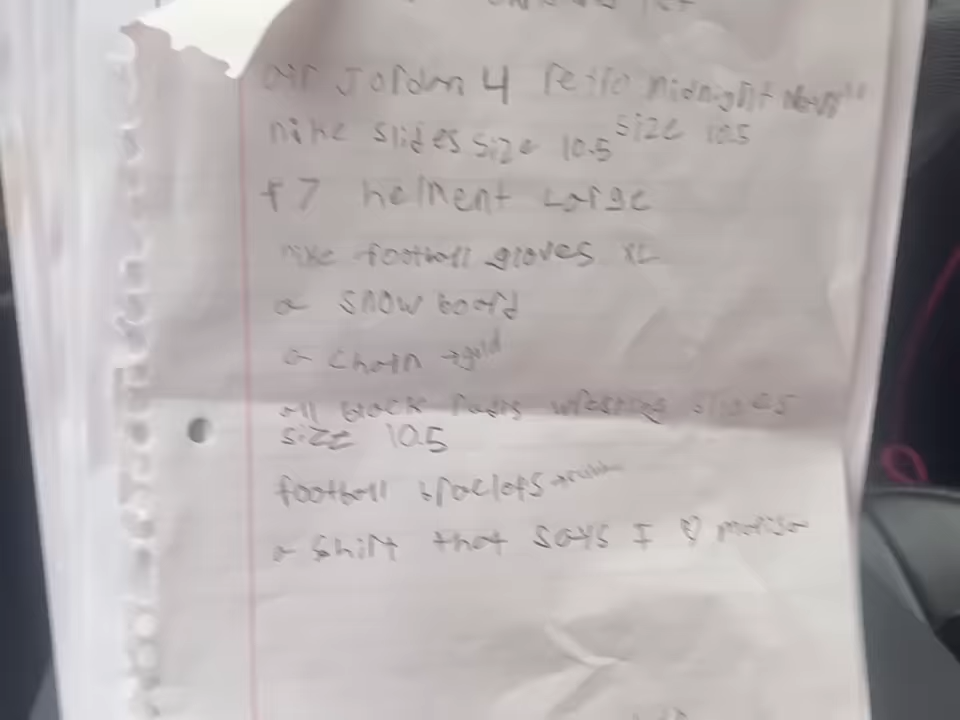 air Jordan 4 retro midnight navy
nike slides size 10.5 size 10.5
f7 helment Large
nike football gloves XL
a snow board
a chain → gold
all black wrestling shoes
size 10.5
football braclets →
a shirt that says I ♡